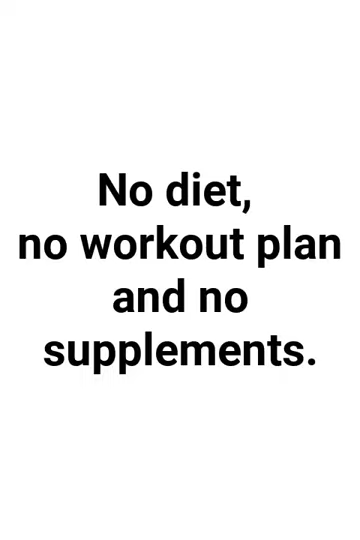 No diet,
no workout plan
and no
supplements.